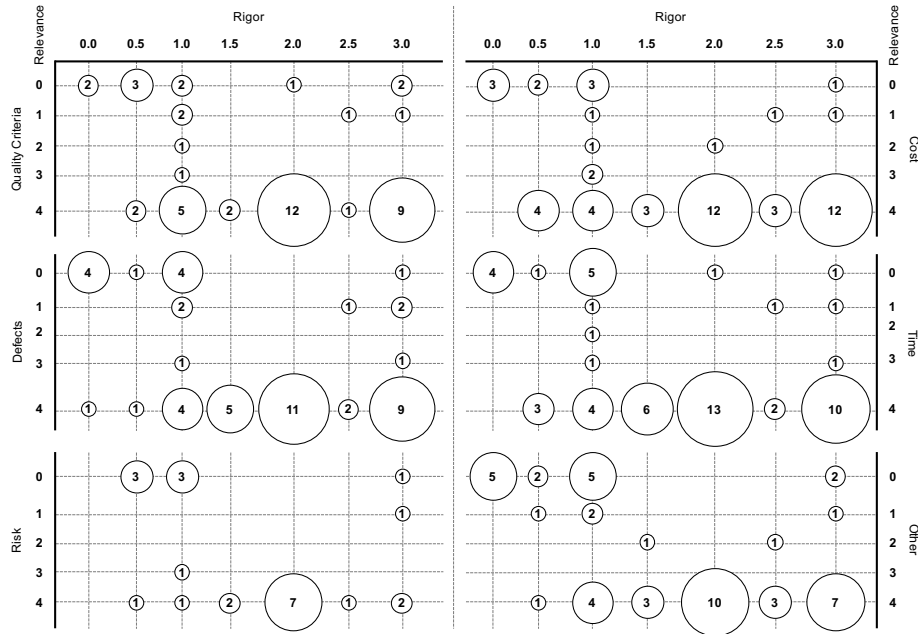 Rigor Rigor
Relevance 0.0 0.5 1.0 1.5 2.0 2.5 3.0 0.0 0.5 1.0 1.5 2.0 2.5 3.0 Relevance
Quality Criteria
0 2 3 2 1 2 3 2 3 1 0
1 2 1 1 1 1 1 1
2 1 1 1 2
3 1 2 3
4 2 5 2 12 1 9 4 4 3 12 3 12 4
Cost
Defects
0 4 1 4 1 4 1 5 1 1 0
1 2 1 2 1 1 1 1
2 1 2
3 1 1 1 1 3
4 1 1 4 5 11 2 9 3 4 6 13 2 10 4
Time
Risk
0 3 3 1 5 2 5 2 0
1 1 1 2 1 1
2 1 1 2
3 1 3
4 1 1 2 7 1 2 1 4 3 10 3 7 4
Other